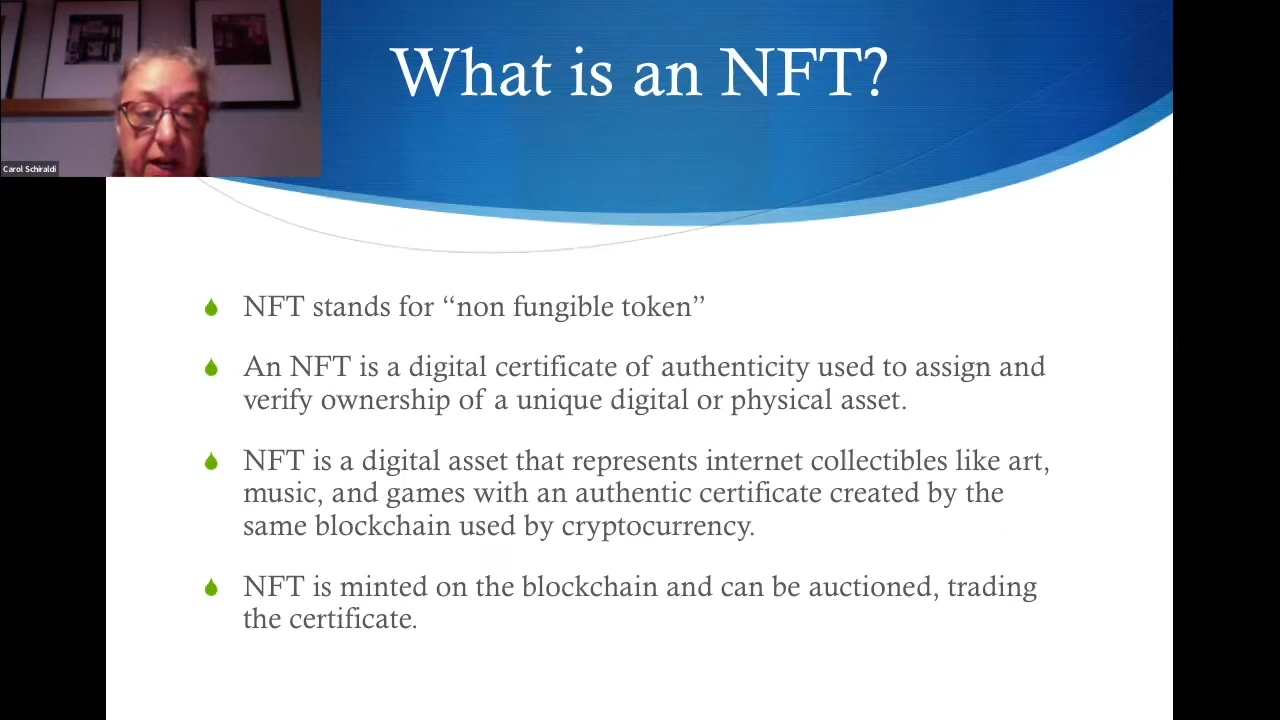 What is an NFT?
Carol Schiraldi
NFT stands for “non fungible token”
An NFT is a digital certificate of authenticity used to assign and
verify ownership of a unique digital or physical asset.
NFT is a digital asset that represents internet collectibles like art,
music, and games with an authentic certificate created by the
same blockchain used by cryptocurrency.
NFT is minted on the blockchain and can be auctioned, trading
the certificate.